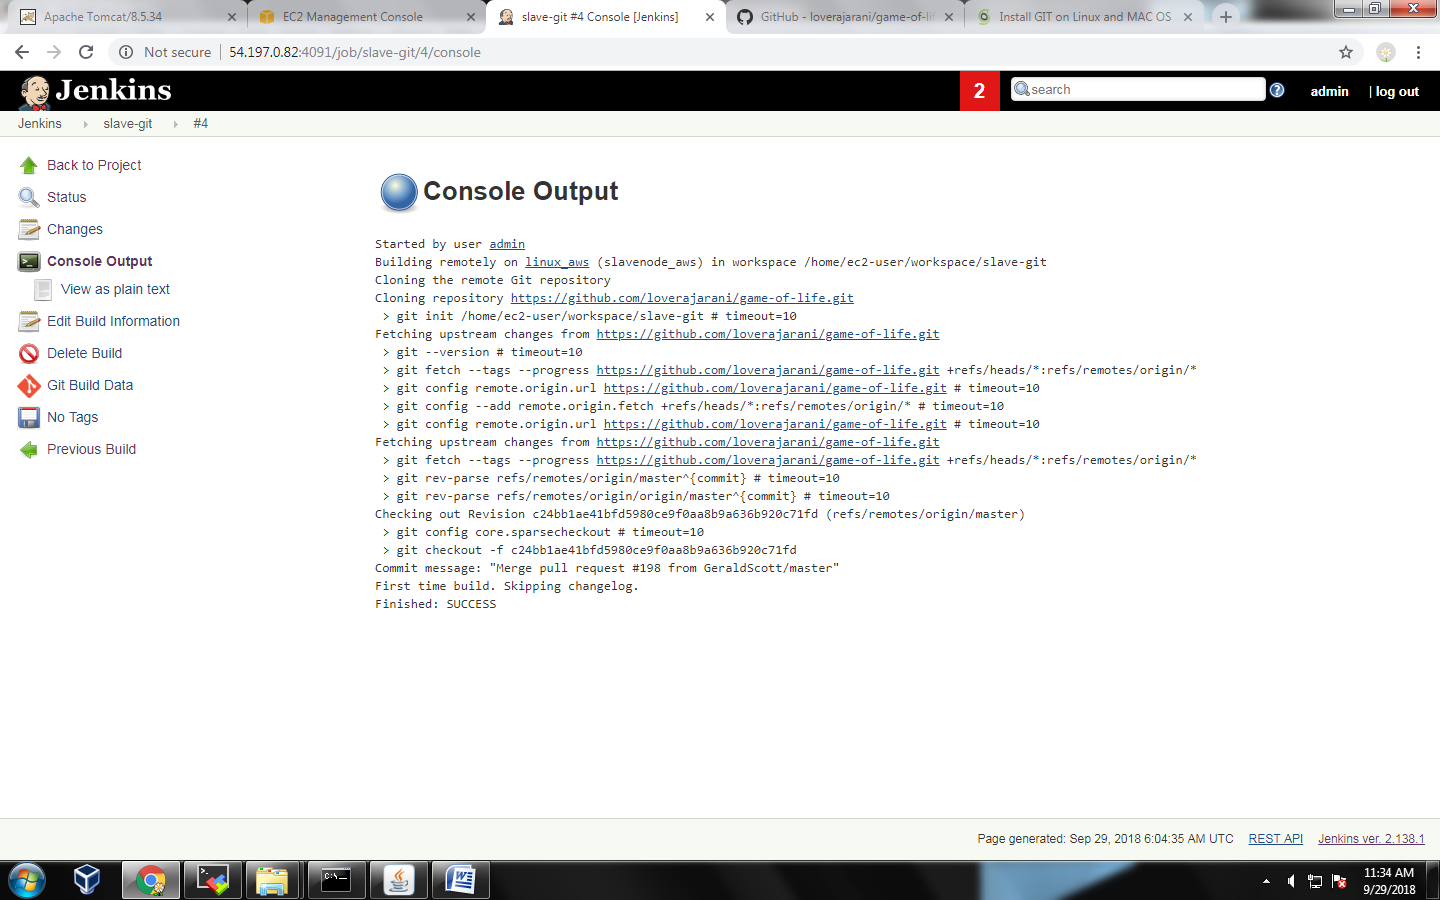 Apache Tomcat/8.5.34
EC2 Management Console
slave-git #4 Console [Jenkins]
GitHub - loverajarani/game-of-lif
Install GIT on Linux and MAC OS
Not secure
54.197.0.82:4091/job/slave-git/4/console
Jenkins
2
search
admin
| log out
Jenkins
slave-git
#4
Back to Project
Status
Changes
Console Output
View as plain text
Edit Build Information
Delete Build
Git Build Data
No Tags
Previous Build
Console Output
Started by user admin
Building remotely on linux_aws (slavenode_aws) in workspace /home/ec2-user/workspace/slave-git
Cloning the remote Git repository
Cloning repository https://github.com/loverajarani/game-of-life.git
> git init /home/ec2-user/workspace/slave-git # timeout=10
Fetching upstream changes from https://github.com/loverajarani/game-of-life.git
> git --version # timeout=10
> git fetch --tags --progress https://github.com/loverajarani/game-of-life.git +refs/heads/*:refs/remotes/origin/*
> git config remote.origin.url https://github.com/loverajarani/game-of-life.git # timeout=10
> git config --add remote.origin.fetch +refs/heads/*:refs/remotes/origin/* # timeout=10
> git config remote.origin.url https://github.com/loverajarani/game-of-life.git # timeout=10
Fetching upstream changes from https://github.com/loverajarani/game-of-life.git
> git fetch --tags --progress https://github.com/loverajarani/game-of-life.git +refs/heads/*:refs/remotes/origin/*
> git rev-parse refs/remotes/origin/master^{commit} # timeout=10
> git rev-parse refs/remotes/origin/origin/master^{commit} # timeout=10
Checking out Revision c24bb1ae41bfd5980ce9f0aa8b9a636b920c71fd (refs/remotes/origin/master)
> git config core.sparsecheckout # timeout=10
> git checkout -f c24bb1ae41bfd5980ce9f0aa8b9a636b920c71fd
Commit message: "Merge pull request #198 from GeraldScott/master"
First time build. Skipping changelog.
Finished: SUCCESS
Page generated: Sep 29, 2018 6:04:35 AM UTC
REST API
Jenkins ver. 2.138.1
11:34 AM
9/29/2018